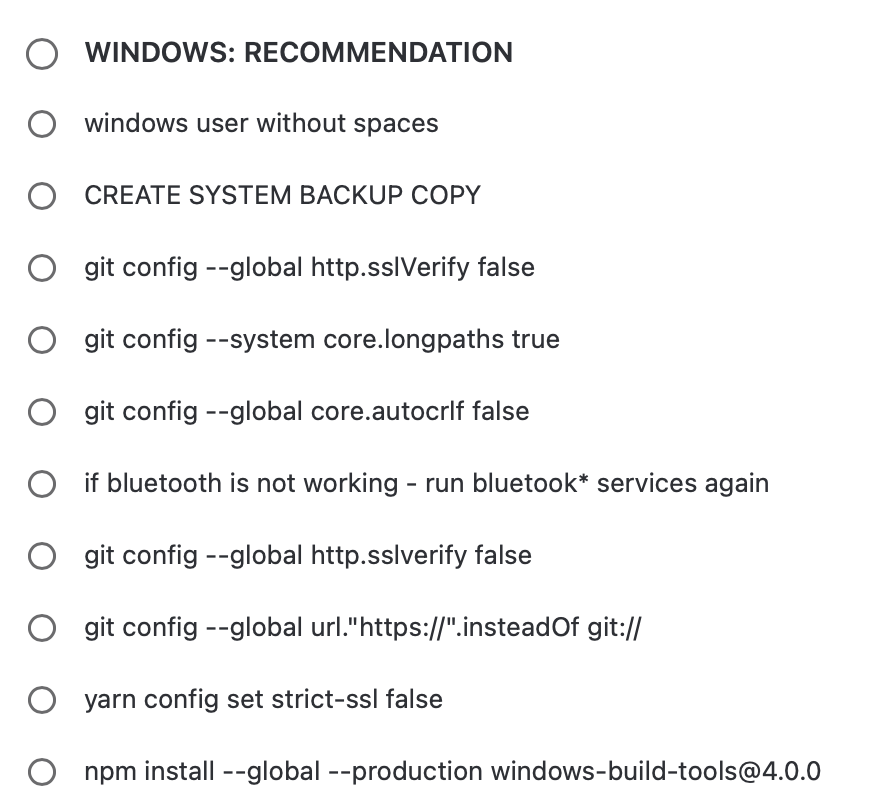 WINDOWS: RECOMMENDATION
windows user without spaces
CREATE SYSTEM BACKUP COPY
git config --global http.sslVerify false
git config --system core.longpaths true
git config --global core.autocrlf false
if bluetooth is not working - run bluetook* services again
git config --global http.sslverify false
git config --global url."https://".insteadOf git://
yarn config set strict-ssl false
npm install --global --production windows-build-tools@4.0.0